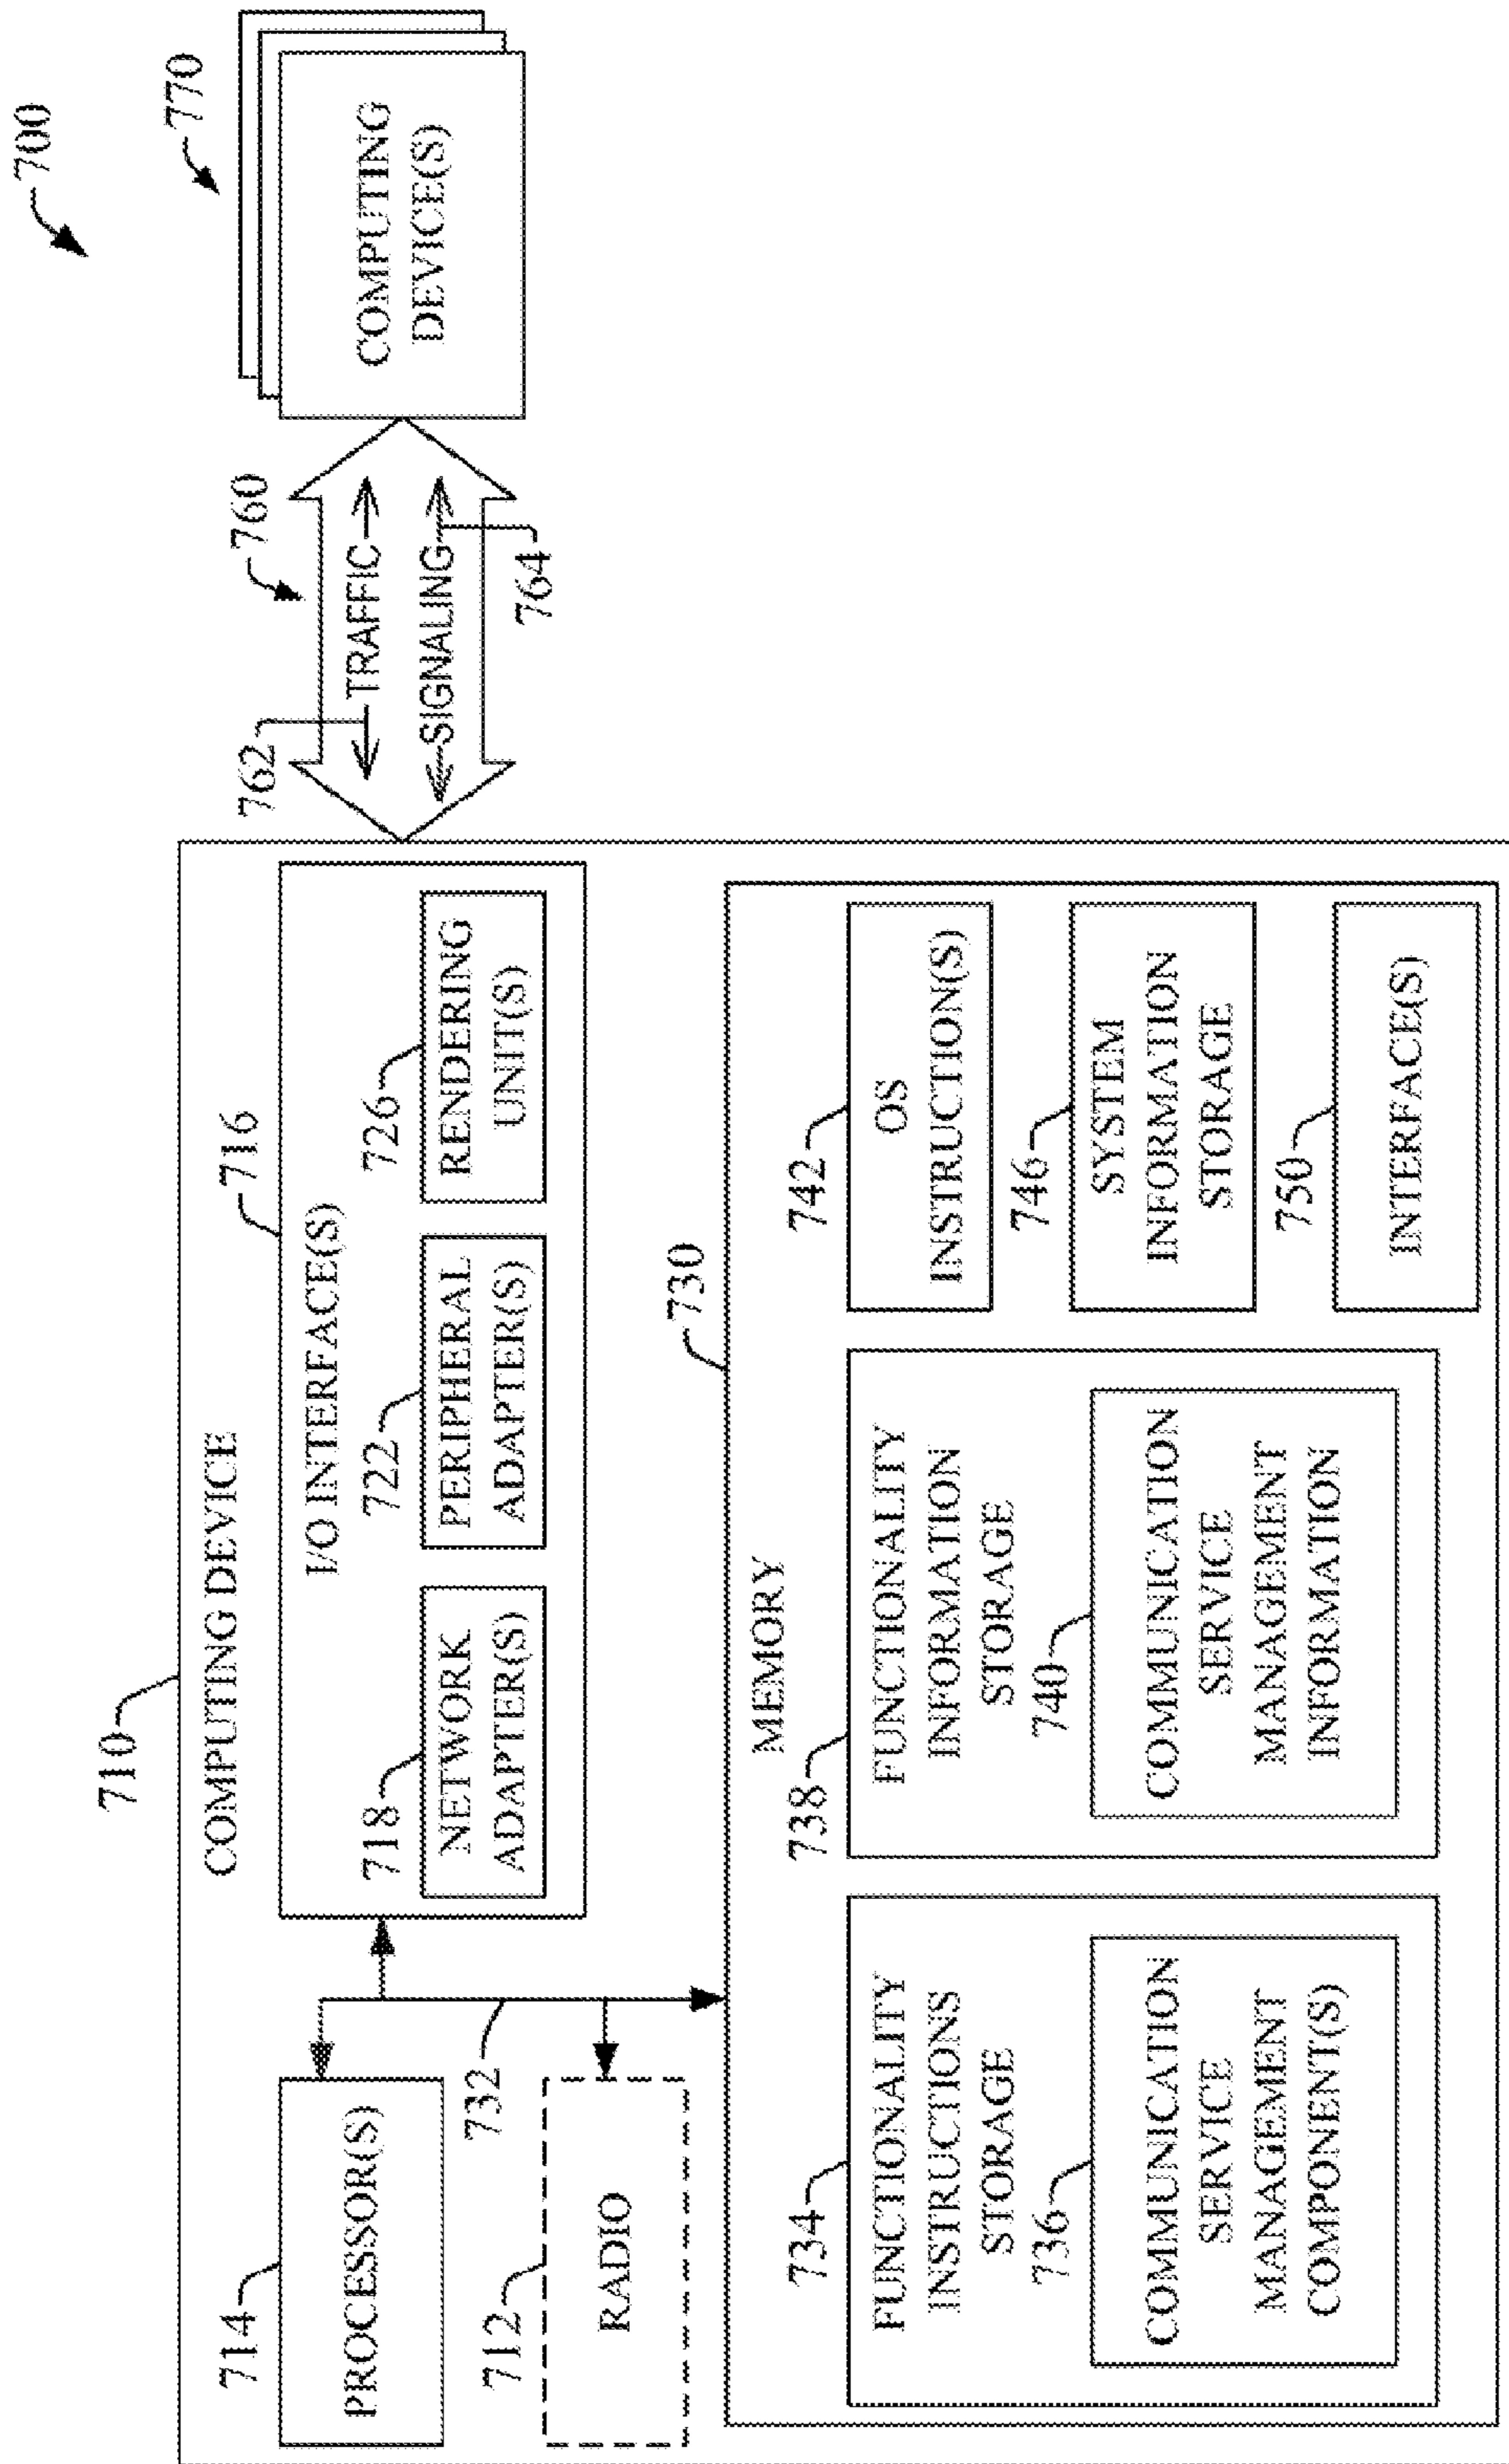 700
710
COMPUTING DEVICE
714
PROCESSOR(S)
712
RADIO
732
716
I/O INTERFACE(S)
718
NETWORK
ADAPTER(S)
722
PERIPHERAL
ADAPTER(S)
726
RENDERING
UNIT(S)
730
MEMORY
734
FUNCTIONALITY
INSTRUCTIONS
STORAGE
736
COMMUNICATION
SERVICE
MANAGEMENT
COMPONENT(S)
738
FUNCTIONALITY
INFORMATION
STORAGE
740
COMMUNICATION
SERVICE
MANAGEMENT
INFORMATION
742
OS
INSTRUCTION(S)
746
SYSTEM
INFORMATION
STORAGE
750
INTERFACE(S)
760
762
TRAFFIC
SIGNALING
764
770
COMPUTING
DEVICE(S)